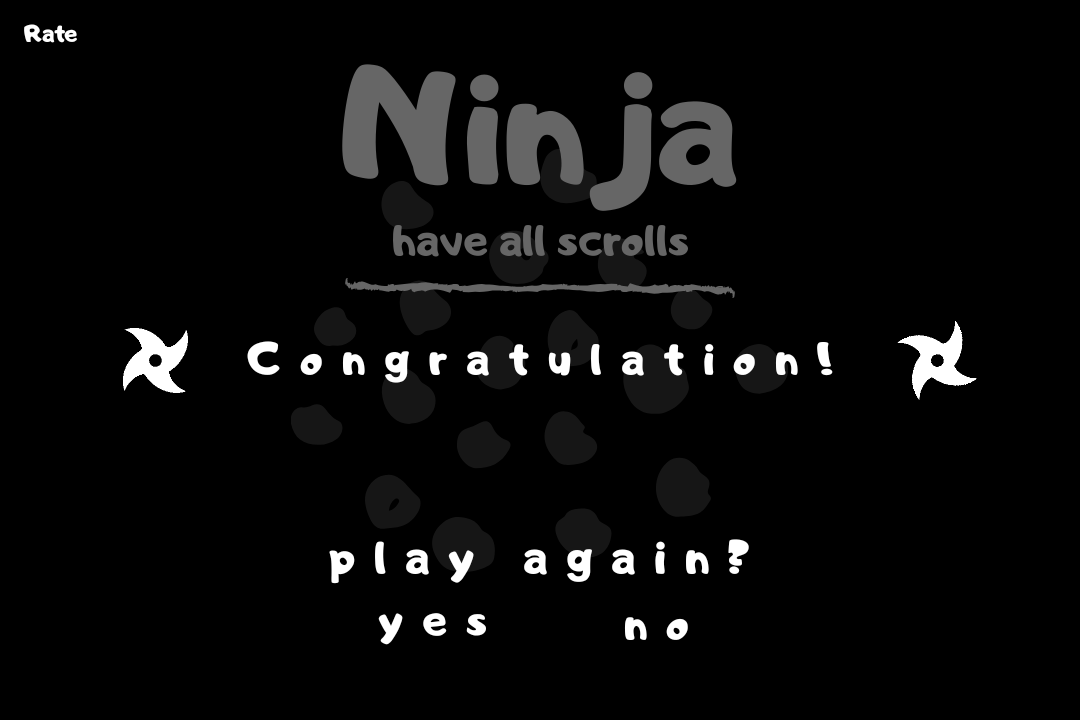 Rate
Ninja
have all scrolls
Congratulation!
play again?
yes no